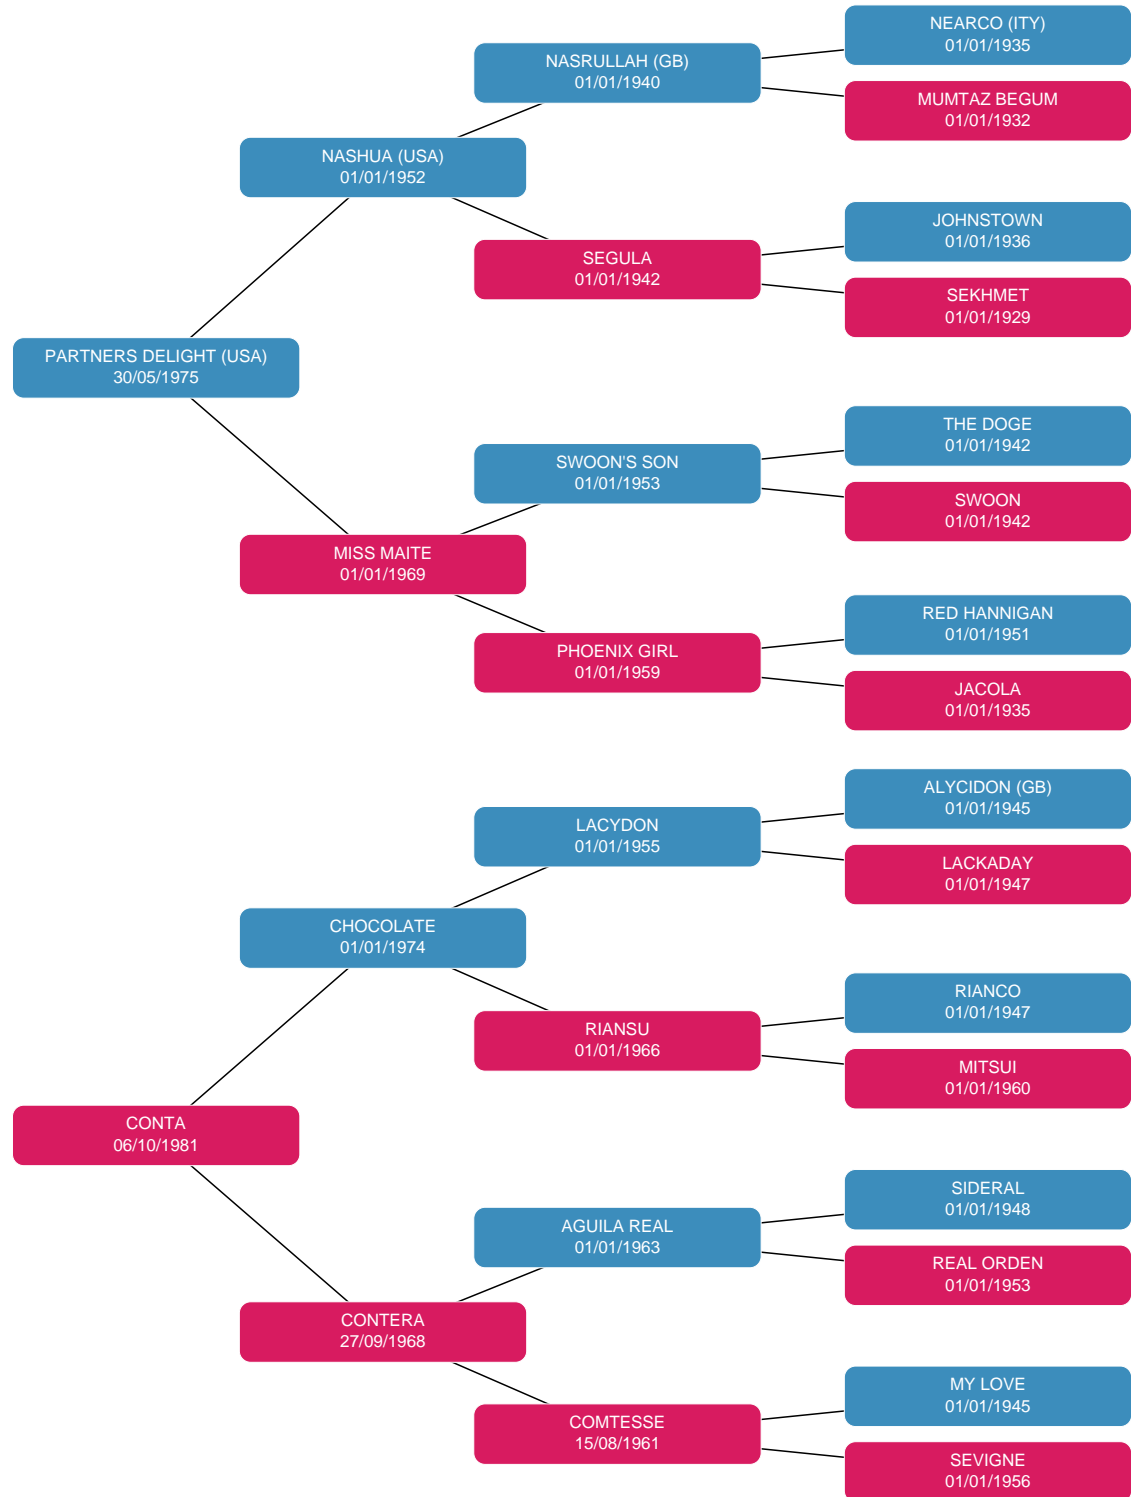 NEARCO (ITY)
01/01/1935
NASRULLAH (GB)
01/01/1940
MUMTAZ BEGUM
01/01/1932
NASHUA (USA)
01/01/1952
JOHNSTOWN
01/01/1936
SEGULA
01/01/1942
SEKHMET
01/01/1929
PARTNERS DELIGHT (USA)
30/05/1975
THE DOGE
01/01/1942
SWOON'S SON
01/01/1953
SWOON
01/01/1942
MISS MAITE
01/01/1969
RED HANNIGAN
01/01/1951
PHOENIX GIRL
01/01/1959
JACOLA
01/01/1935
ALYCIDON (GB)
01/01/1945
LACYDON
01/01/1955
LACKADAY
01/01/1947
CHOCOLATE
01/01/1974
RIANCO
01/01/1947
RIANSU
01/01/1966
MITSUI
01/01/1960
CONTA
06/10/1981
SIDERAL
01/01/1948
AGUILA REAL
01/01/1963
REAL ORDEN
01/01/1953
CONTERA
27/09/1968
MY LOVE
01/01/1945
COMTESSE
15/08/1961
SEVIGNE
01/01/1956